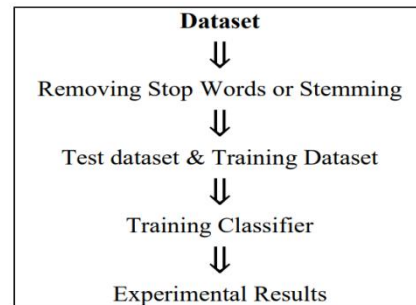 Dataset
⇓
Removing Stop Words or Stemming
⇓
Test dataset & Training Dataset
⇓
Training Classifier
⇓
Experimental Results